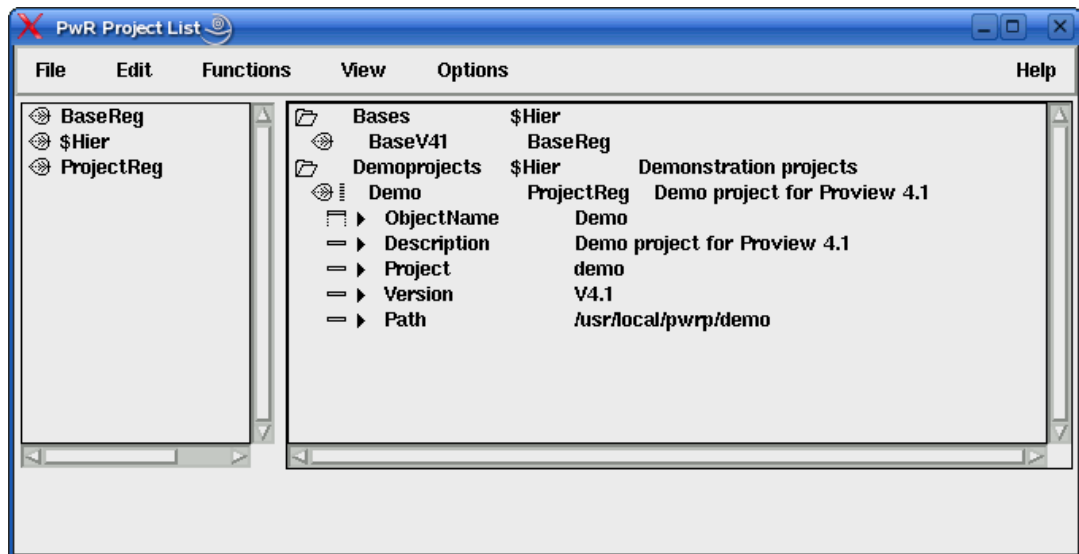 PwR Project List
File Edit Functions View Options Help
BaseReg
$Hier
ProjectReg
Bases $Hier
BaseV41 BaseReg
Demoprojects $Hier Demonstration projects
Demo ProjectReg Demo project for Proview 4.1
ObjectName Demo
Description Demo project for Proview 4.1
Project demo
Version V4.1
Path /usr/local/pwrp/demo